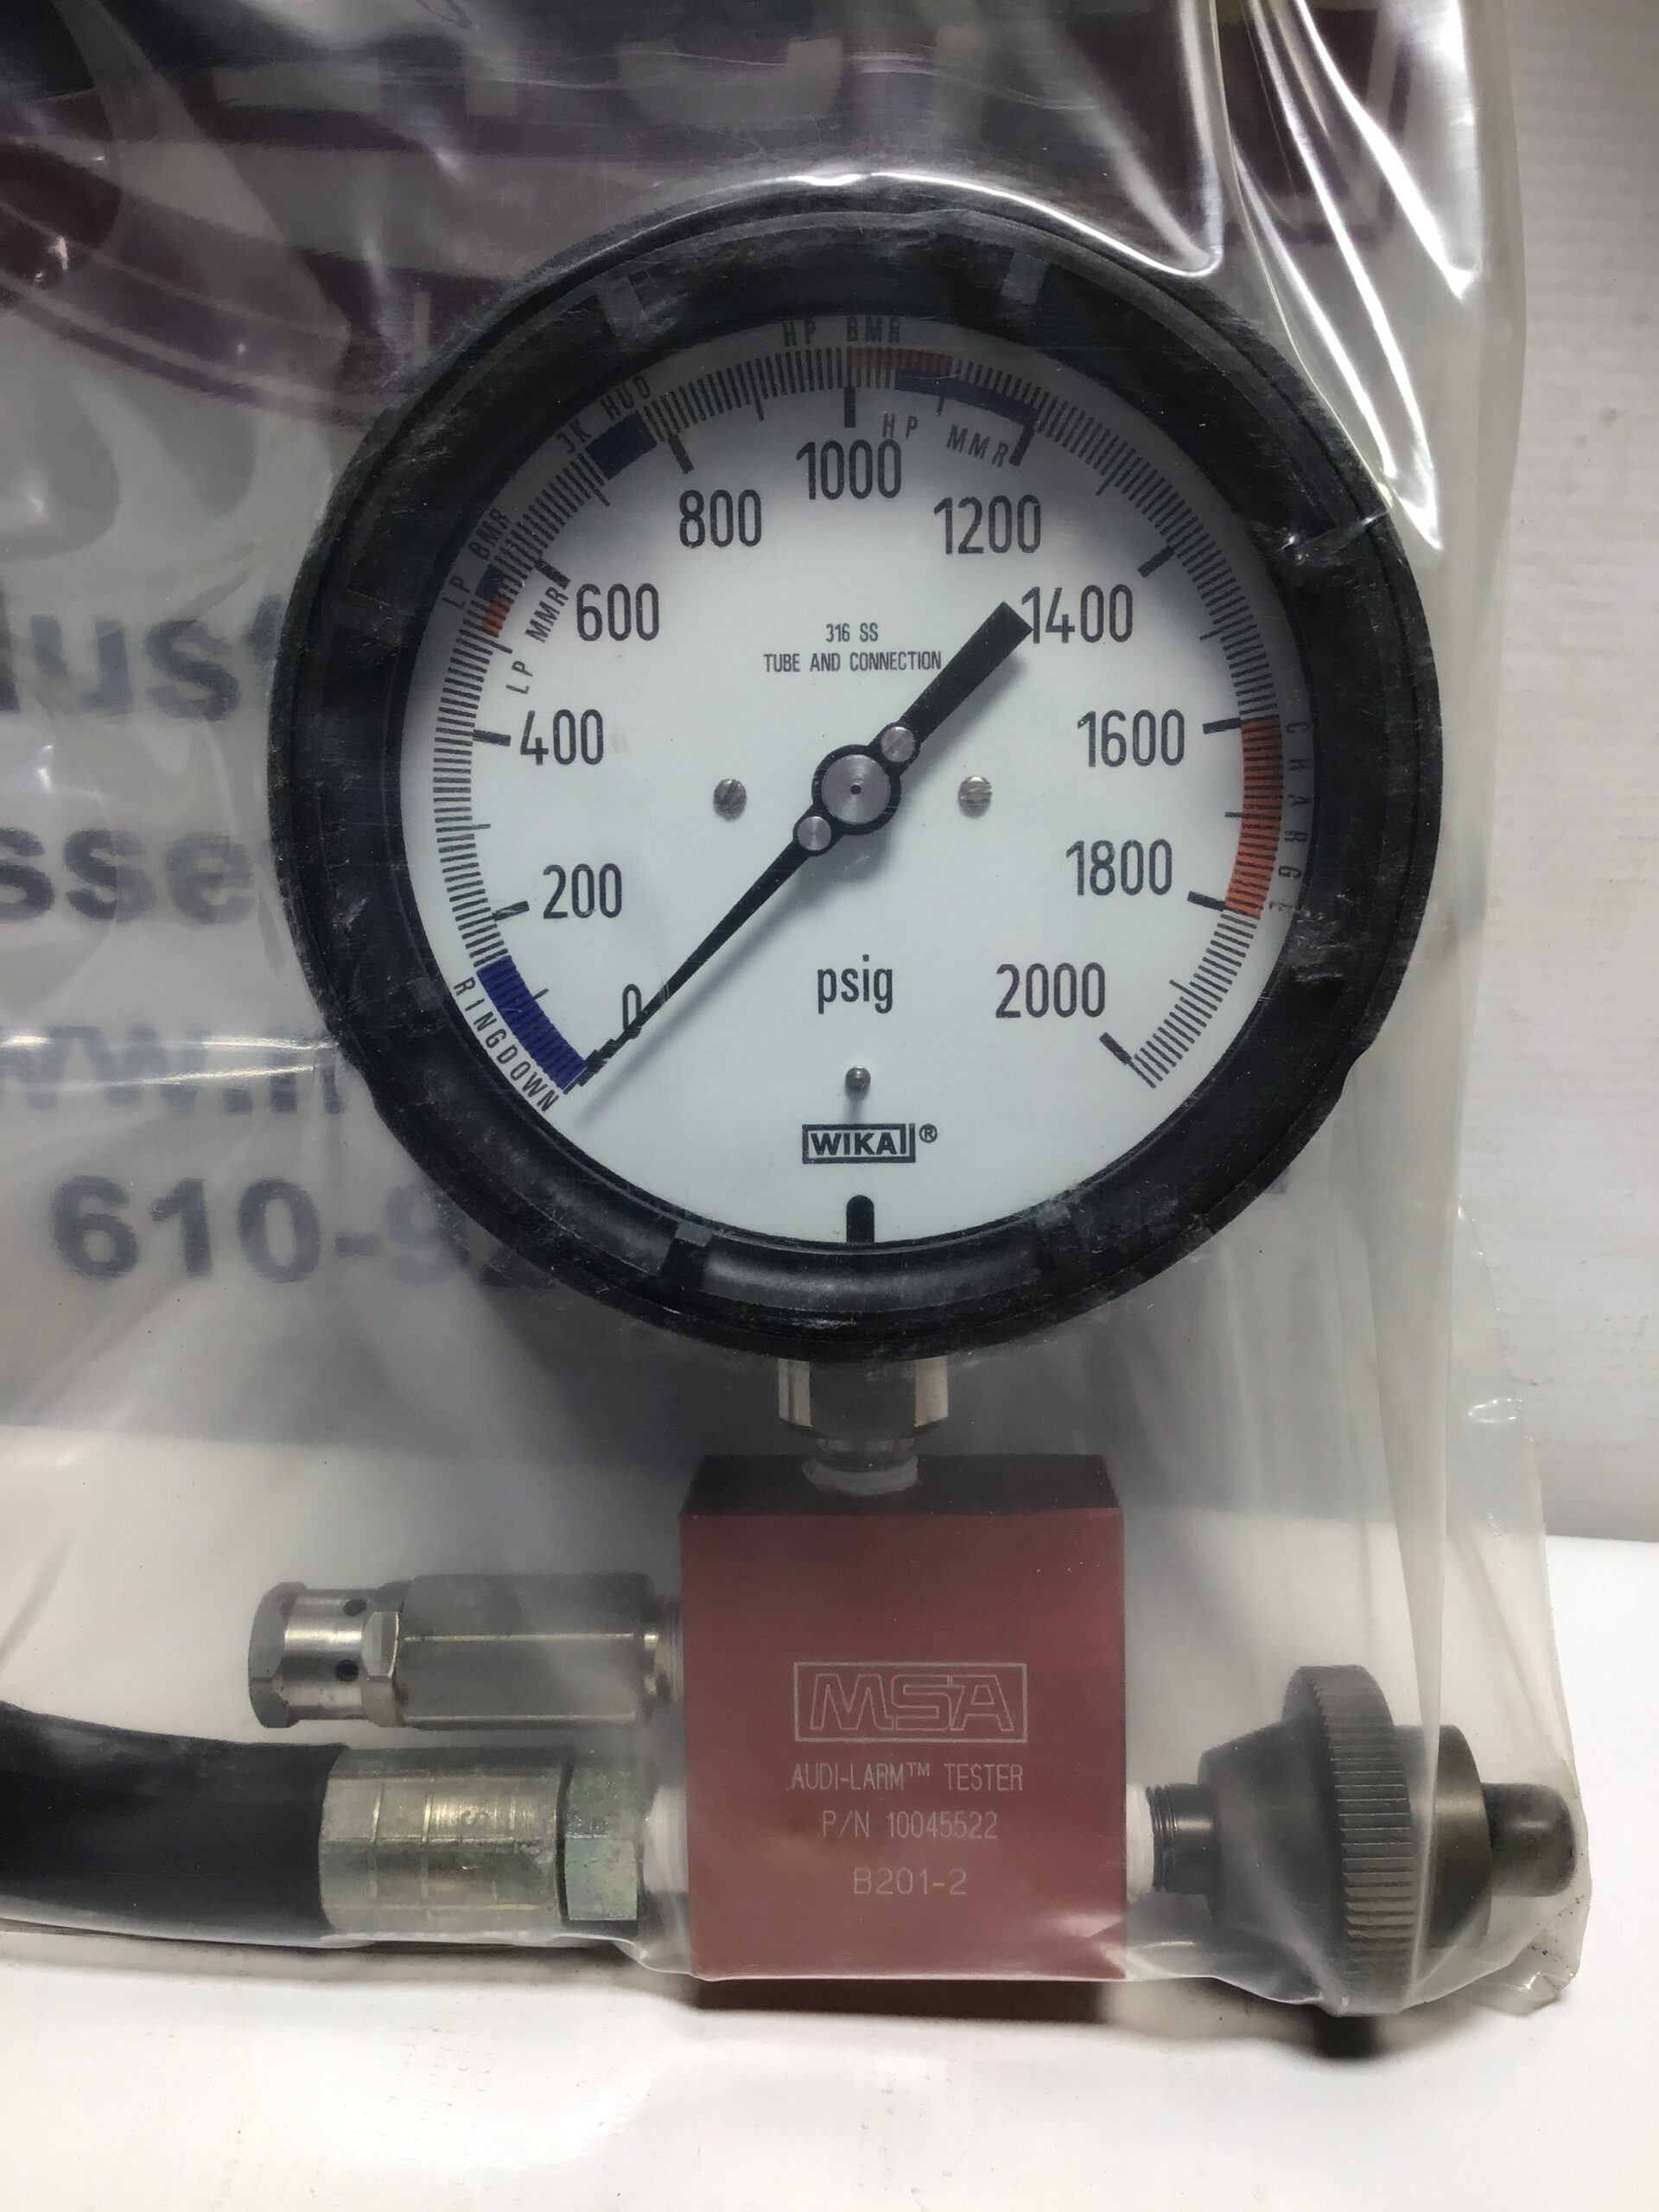 HP BMR
3K HUD
HP MMR
LP BMR
LP MMR
1000
800
1200
600
1400
316 SS
TUBE AND CONNECTION
400
1600
200
1800
CHARGE
0
psig
2000
RINGDOWN
WIKA®
610-9
MSA
AUDI-LARM™ TESTER
P/N 10045522
B201-2